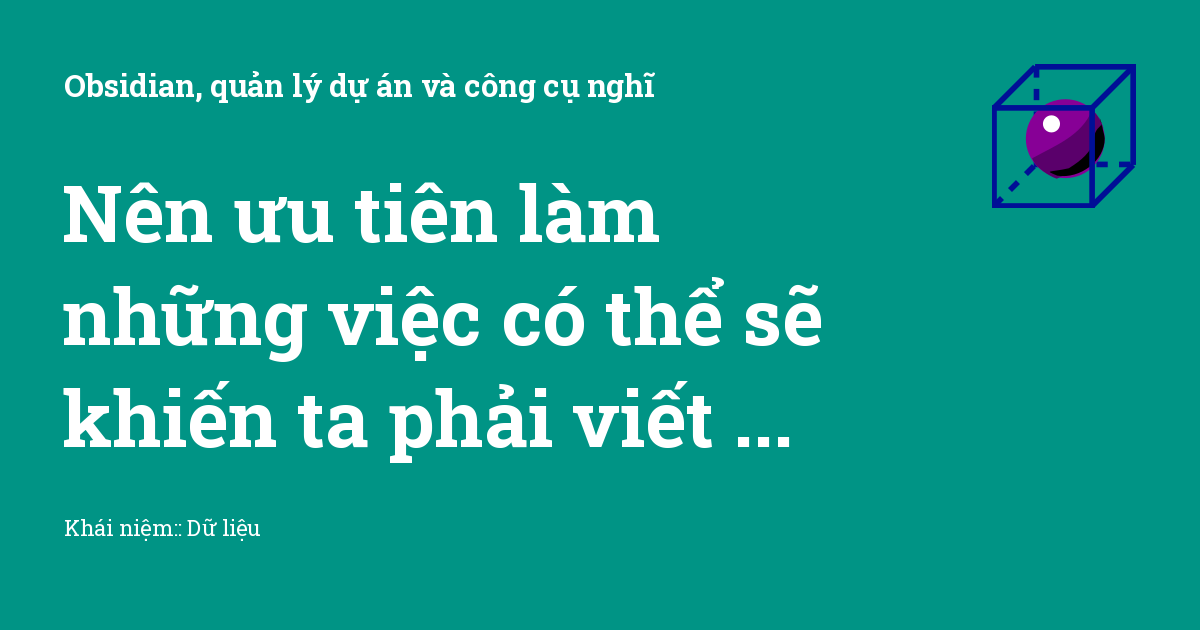 Obsidian, quản lý dự án và công cụ nghĩ
Nên ưu tiên làm
những việc có thể sẽ
khiến ta phải viết ...
Khái niệm:: Dữ liệu